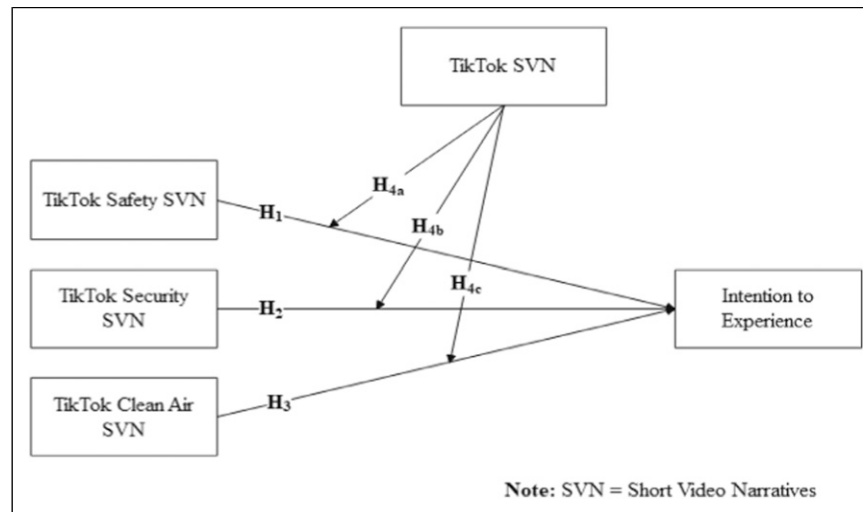 TikTok SVN
H4a
TikTok Safety SVN
H1
H4b
TikTok Security
SVN
H2
H4c
Intention to
Experience
TikTok Clean Air
SVN
H3
Note: SVN = Short Video Narratives